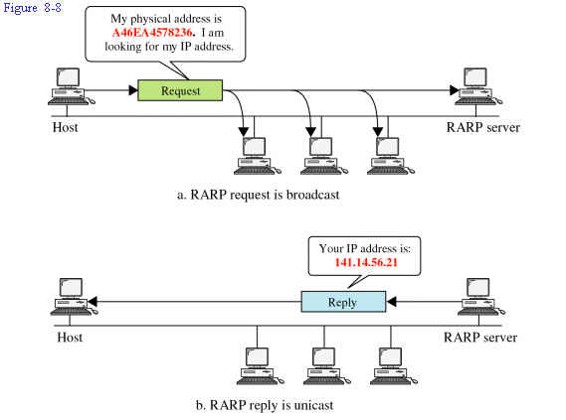 Figure 8-8
My physical address is
A46EA4578236. I am
looking for my IP address.
Request
Host
RARP server
a. RARP request is broadcast
Your IP address is:
141.14.56.21
Reply
Host
RARP server
b. RARP reply is unicast